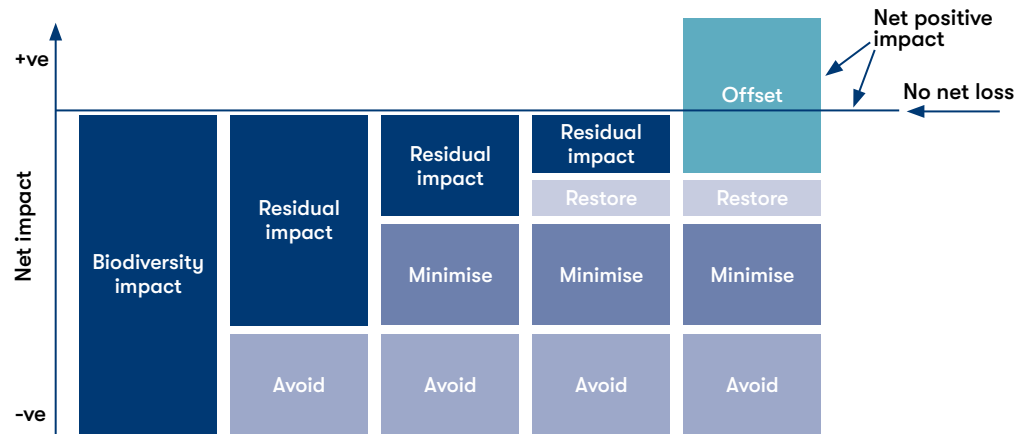 Net positive
impact
+ve
No net loss
Offset
Net impact
-ve
Biodiversity
impact
Residual
impact
Avoid
Residual
impact
Minimise
Avoid
Residual
impact
Restore
Minimise
Avoid
Restore
Minimise
Avoid